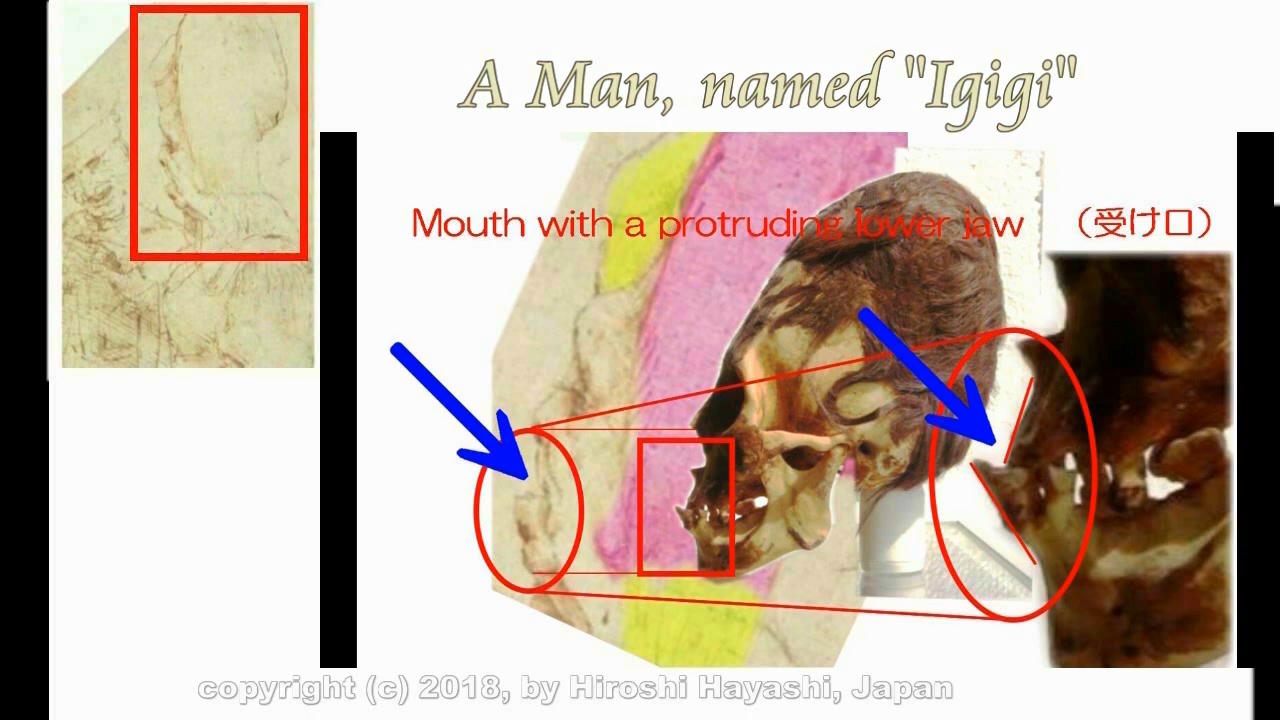 A Man, named "Igigi"
Mouth with a protruding lower jaw （受け口）
copyright (c) 2018, by Hiroshi Hayashi, Japan